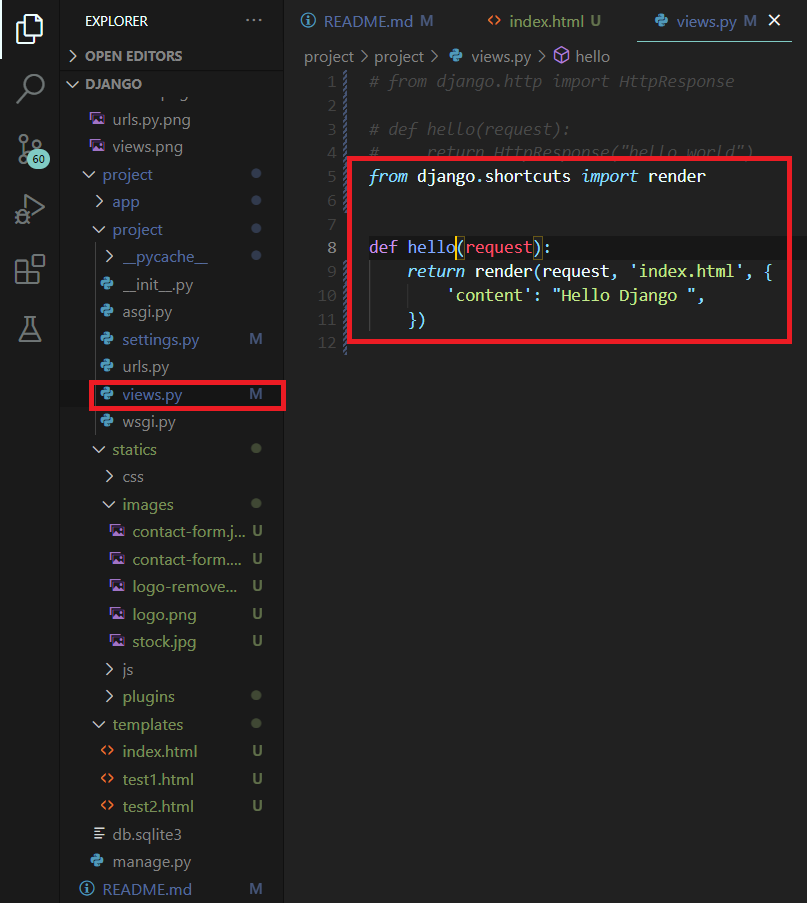 EXPLORER
OPEN EDITORS
DJANGO
urls.py.png
views.png
project
app
project
__pycache__
__init__.py
asgi.py
settings.py M
urls.py
views.py M
wsgi.py
statics
css
images
contact-form.j... U
contact-form.... U
logo-remove... U
logo.png U
stock.jpg U
js
plugins
templates
index.html U
test1.html U
test2.html U
db.sqlite3
manage.py
README.md M
60
README.md M index.html U views.py M
project > project > views.py > hello
1 # from django.http import HttpResponse
2
3 # def hello(request):
4 #     return HttpResponse("hello world")
5 from django.shortcuts import render
6
7
8 def hello(request):
9     return render(request, 'index.html', {
10         'content': "Hello Django ",
11     })
12